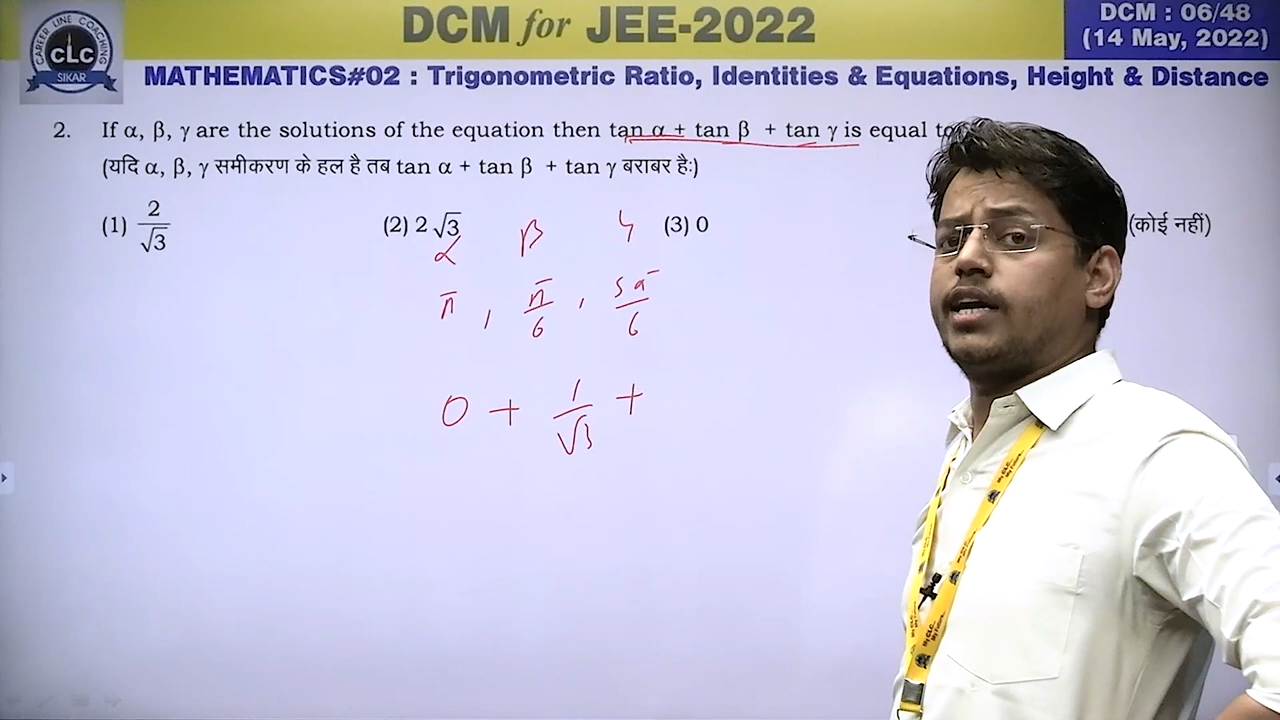 DCM for JEE-2022
DCM : 06/48
(14 May, 2022)
CAREER LINE COACHING
CLC
SIKAR
MATHEMATICS#02 : Trigonometric Ratio, Identities & Equations, Height & Distance
2. If α, β, γ are the solutions of the equation then tan α + tan β + tan γ is equal to
(यदि α, β, γ समीकरण के हल है तब tan α + tan β + tan γ बराबर है:)
(1) 2/√3 (2) 2√3 (3) 0 (कोई नहीं)
α β
π , π/6 , 5π/6
0 + 1/√3 +